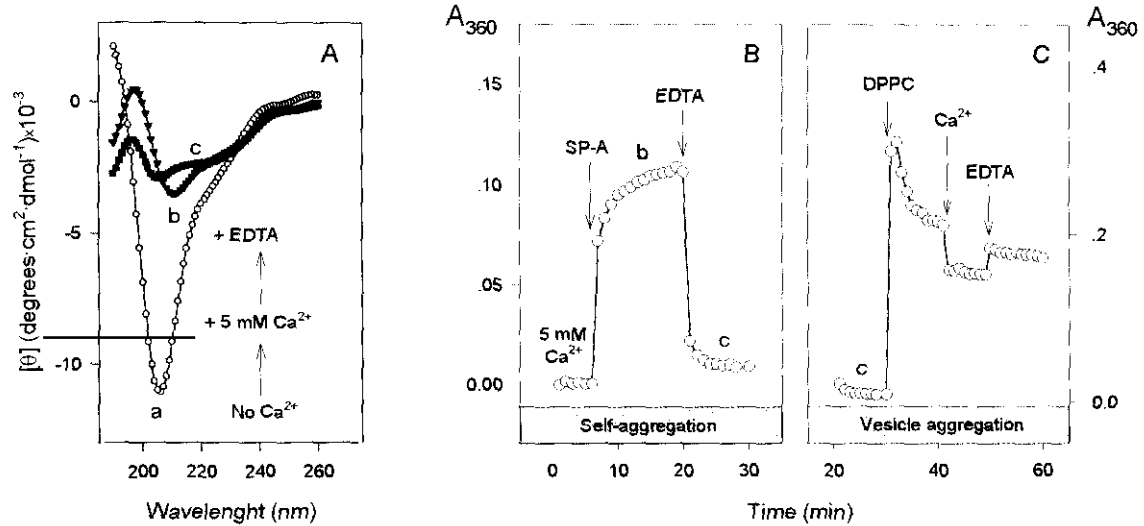 A
[θ] (degrees·cm²·dmol⁻¹)×10⁻³
0
-5
-10
c
b
+ EDTA
+ 5 mM Ca²⁺
a
No Ca²⁺
200 220 240 260
Wavelenght (nm)
A₃₆₀
B
.15
.10
.05
0.00
EDTA
SP-A
b
5 mM
Ca²⁺
c
Self-aggregation
0 10 20 30
C
A₃₆₀
.4
.2
0.0
DPPC
Ca²⁺
EDTA
c
Vesicle aggregation
20 40 60
Time (min)